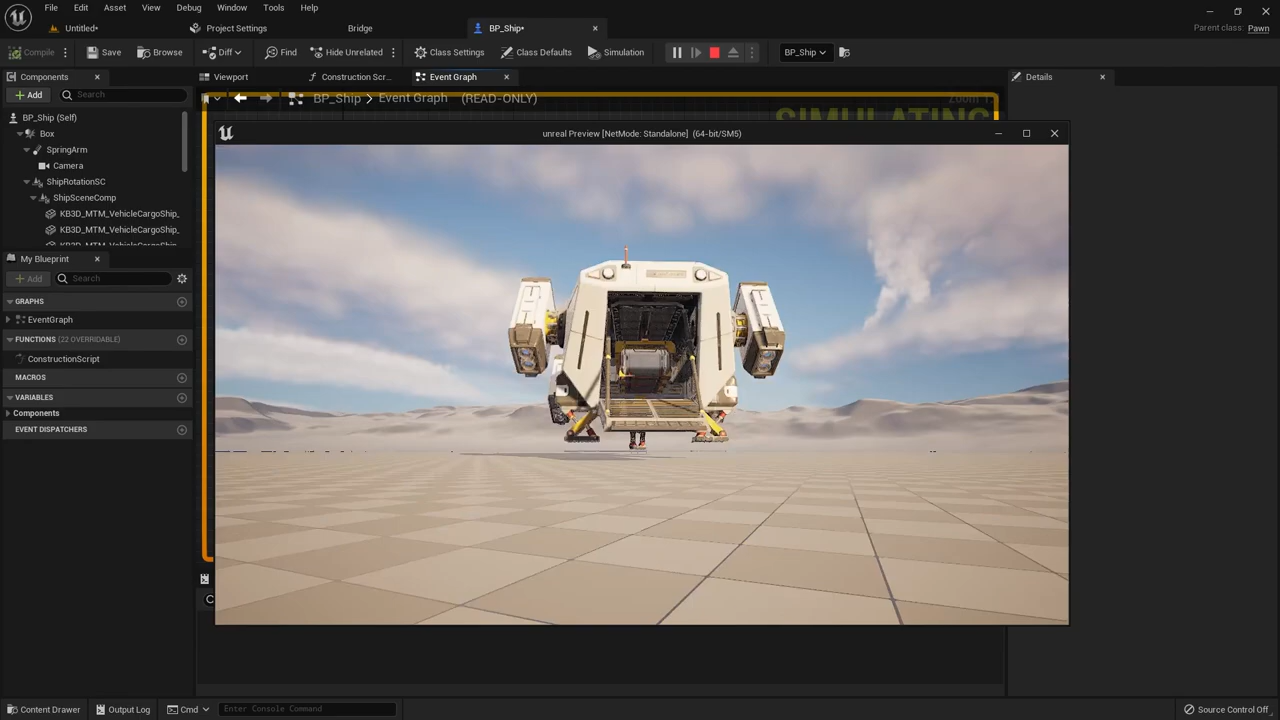 File Edit Asset View Debug Window Tools Help
Untitled* Project Settings Bridge BP_Ship* Parent class: Pawn
Compile Save Browse Diff Find Hide Unrelated Class Settings Class Defaults Simulation BP_Ship
Components Viewport Construction Scr... Event Graph Details
Add Search BP_Ship > Event Graph (READ-ONLY) Zoom 1:
SIMULATING
BP_Ship (Self)
Box
unreal Preview [NetMode: Standalone] (64-bit/SM5)
SpringArm
Camera
ShipRotationSC
ShipSceneComp
KB3D_MTM_VehicleCargoShip_
KB3D_MTM_VehicleCargoShip_
KB3D_MTM_VehicleCargoShip_
My Blueprint
Add Search
GRAPHS
EventGraph
FUNCTIONS (22 OVERRIDABLE)
ConstructionScript
MACROS
VARIABLES
Components
EVENT DISPATCHERS
Content Drawer Output Log Cmd Enter Console Command Source Control Off